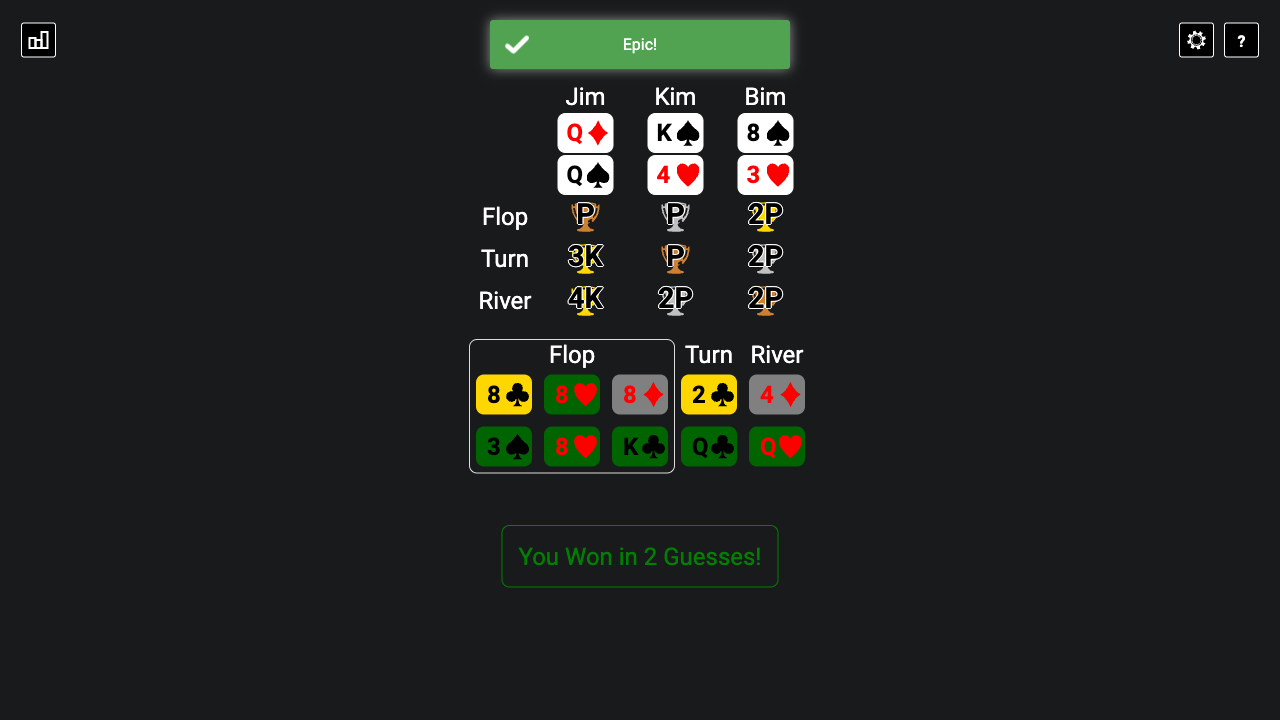 Epic!
?
Jim Kim Bim
Q♦ K♠ 8♠
Q♠ 4♥ 3♥
Flop P P 2P
Turn 3K P 2P
River 4K 2P 2P
Flop Turn River
8♣ 8♥ 8♦ 2♣ 4♦
3♠ 8♥ K♣ Q♣ Q♥
You Won in 2 Guesses!